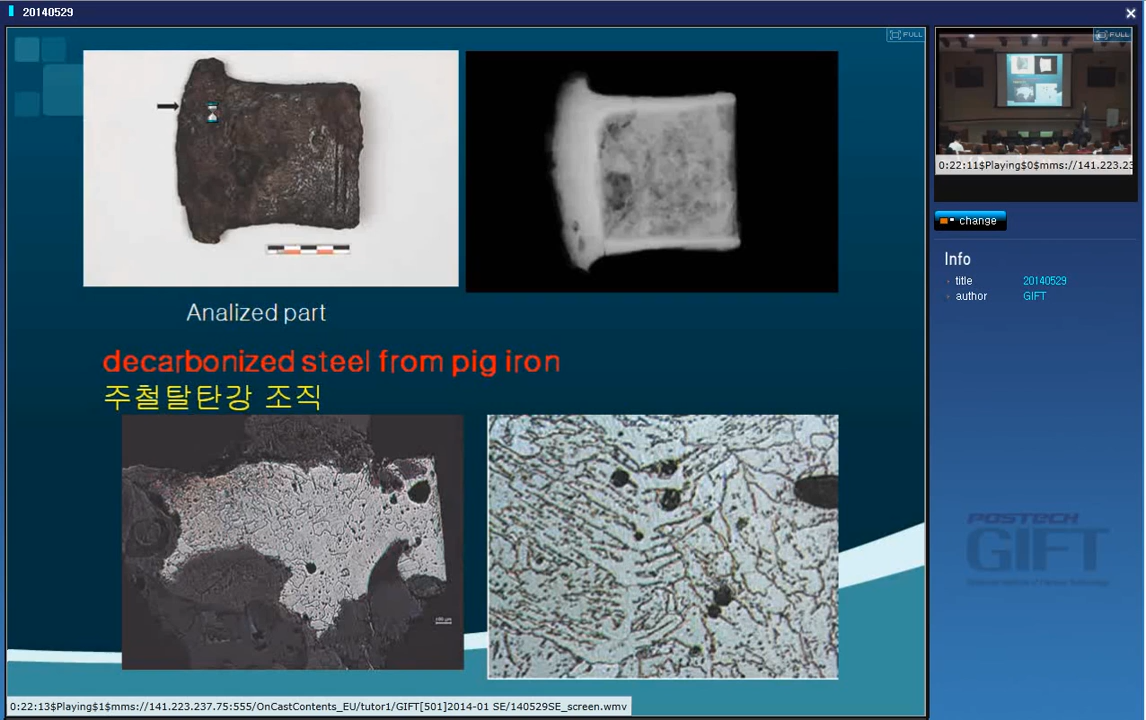 20140529
FULL
FULL
Analized part
decarbonized steel from pig iron
주철탈탄강 조직
0:22:11$Playing$0$mms://141.223.23
change
Info
title 20140529
author GIFT
POSTECH
GIFT
0:22:13$Playing$1$mms://141.223.237.75:555/OnCastContents_EU/tutor1/GIFT[501]2014-01 SE/140529SE_screen.wmv